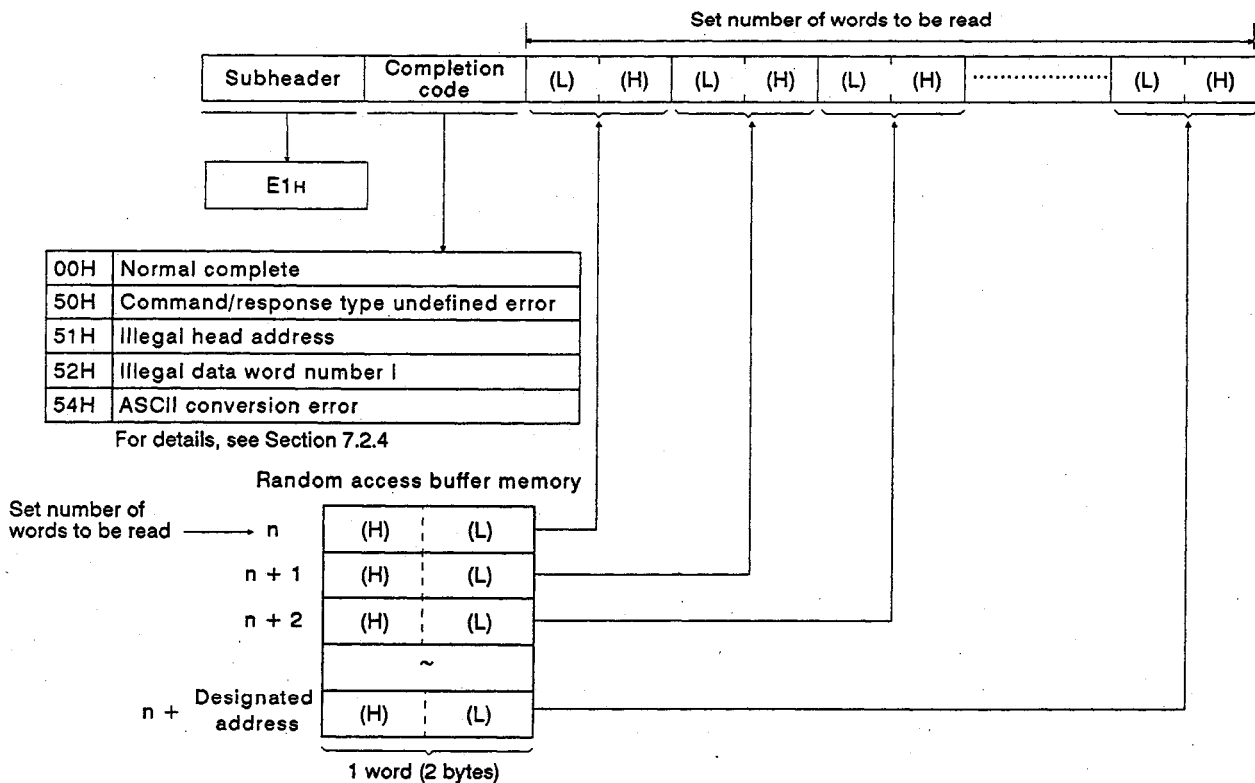 Set number of words to be read
Subheader
Completion code
(L) (H) (L) (H) (L) (H) (L) (H)
E1H
00H Normal complete
50H Command/response type undefined error
51H Illegal head address
52H Illegal data word number l
54H ASCII conversion error
For details, see Section 7.2.4
Random access buffer memory
Set number of
words to be read
n (H) (L)
n + 1 (H) (L)
n + 2 (H) (L)
~
n + Designated address (H) (L)
1 word (2 bytes)